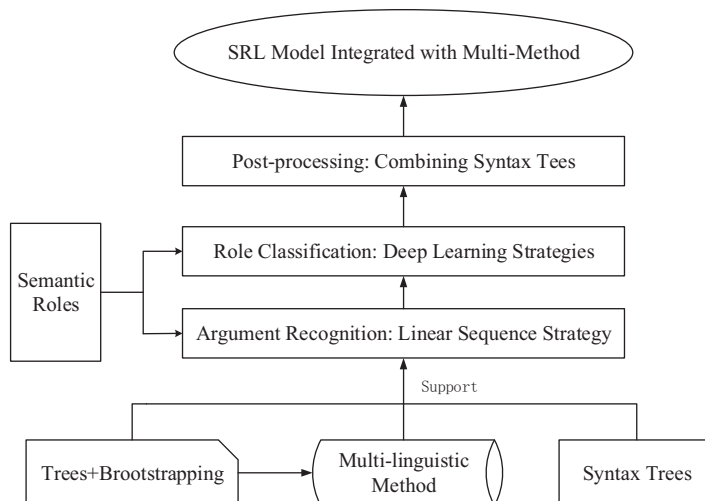 SRL Model Integrated with Multi-Method
Post-processing: Combining Syntax Tees
Role Classification: Deep Learning Strategies
Semantic
Roles
Argument Recognition: Linear Sequence Strategy
Support
Trees+Brootstrapping
Multi-linguistic
Method
Syntax Trees